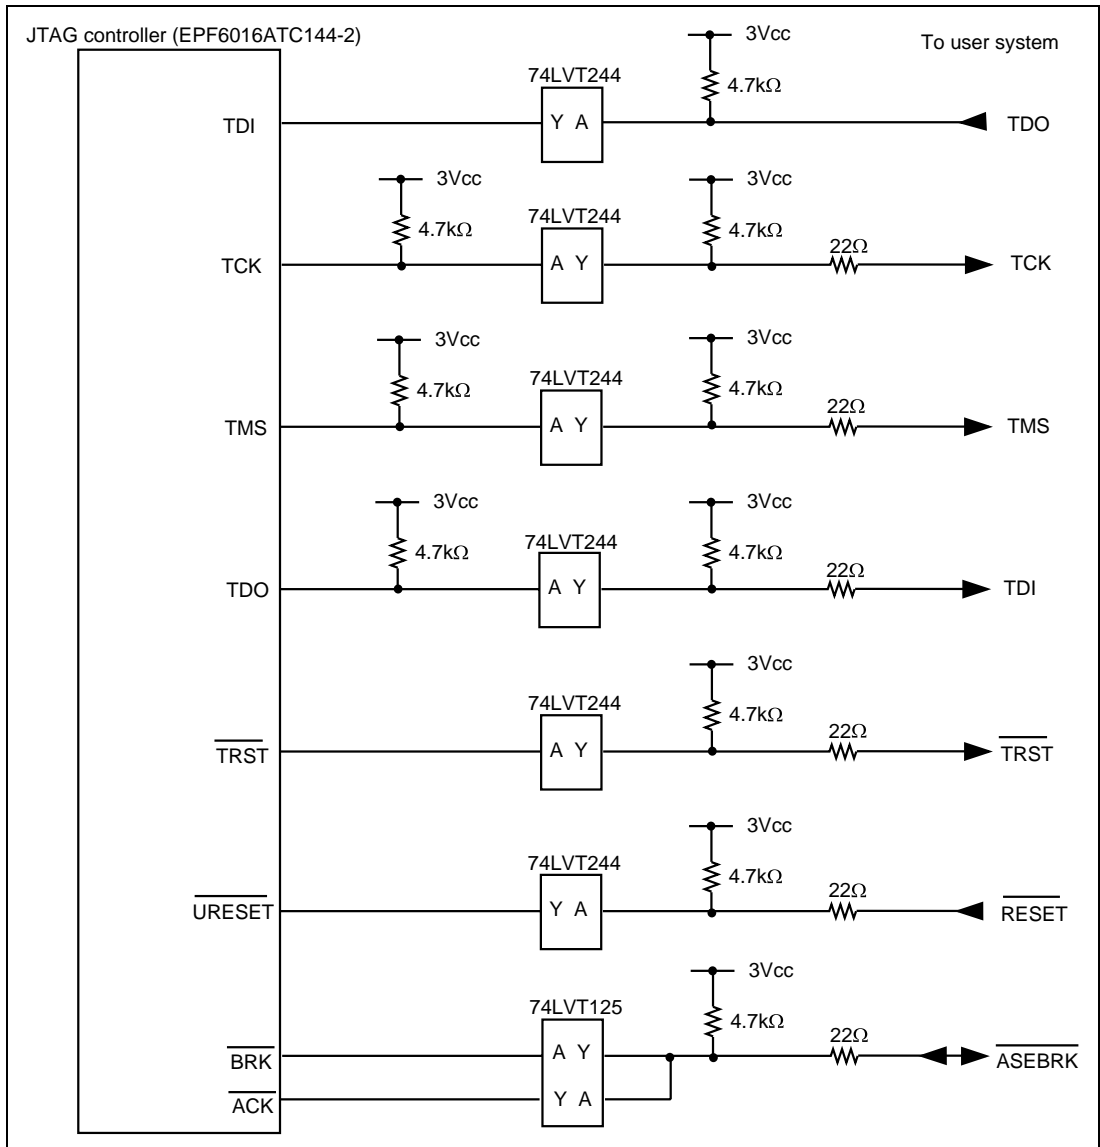 JTAG controller (EPF6016ATC144-2)
3Vcc
To user system
74LVT244
4.7kΩ
TDI
Y A
TDO
3Vcc
3Vcc
74LVT244
4.7kΩ
4.7kΩ
22Ω
TCK
A Y
TCK
3Vcc
3Vcc
74LVT244
4.7kΩ
4.7kΩ
22Ω
TMS
A Y
TMS
3Vcc
3Vcc
74LVT244
4.7kΩ
4.7kΩ
22Ω
TDO
A Y
TDI
3Vcc
74LVT244
4.7kΩ
22Ω
TRST
A Y
TRST
3Vcc
74LVT244
4.7kΩ
22Ω
URESET
Y A
RESET
3Vcc
74LVT125
4.7kΩ
22Ω
BRK
A Y
ASEBRK
ACK
Y A